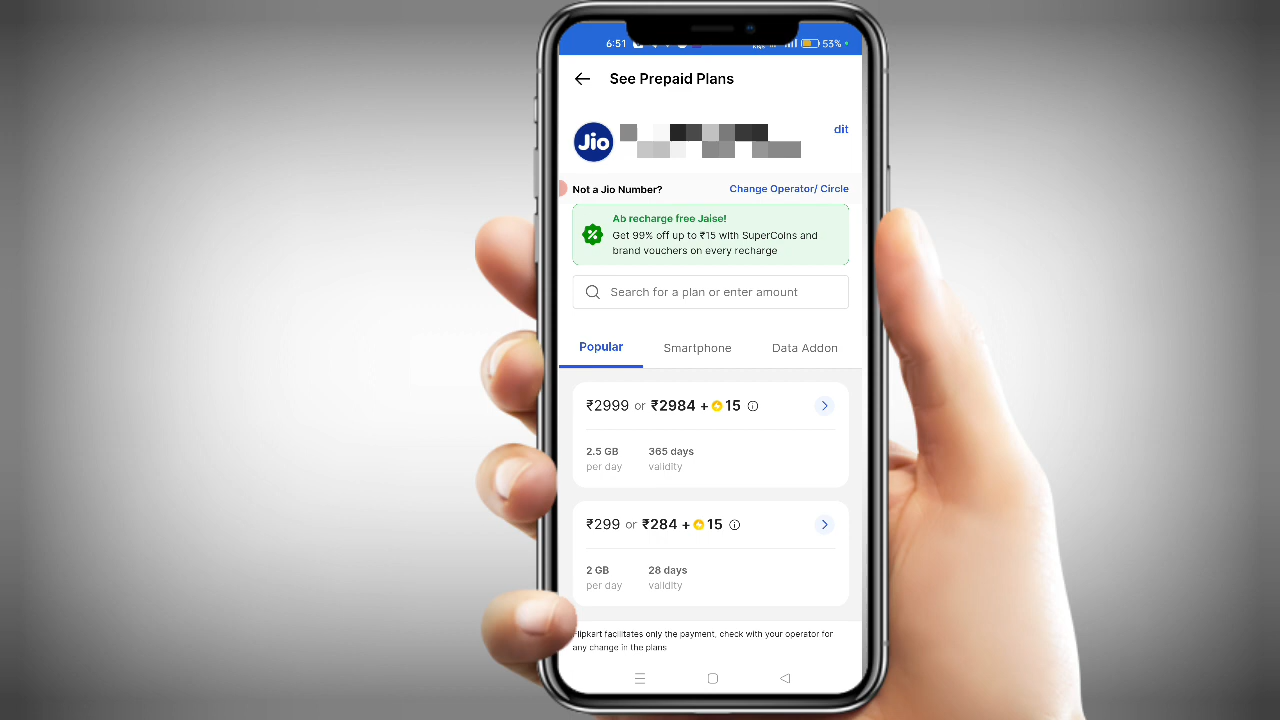 6:51
53%
See Prepaid Plans
Jio
dit
Not a Jio Number?
Change Operator/ Circle
Ab recharge free Jaise!
Get 99% off up to ₹15 with SuperCoins and
brand vouchers on every recharge
Search for a plan or enter amount
Popular Smartphone Data Addon
₹2999 or ₹2984 + 15
2.5 GB 365 days
per day validity
₹299 or ₹284 + 15
2 GB 28 days
per day validity
Flipkart facilitates only the payment, check with your operator for
any change in the plans